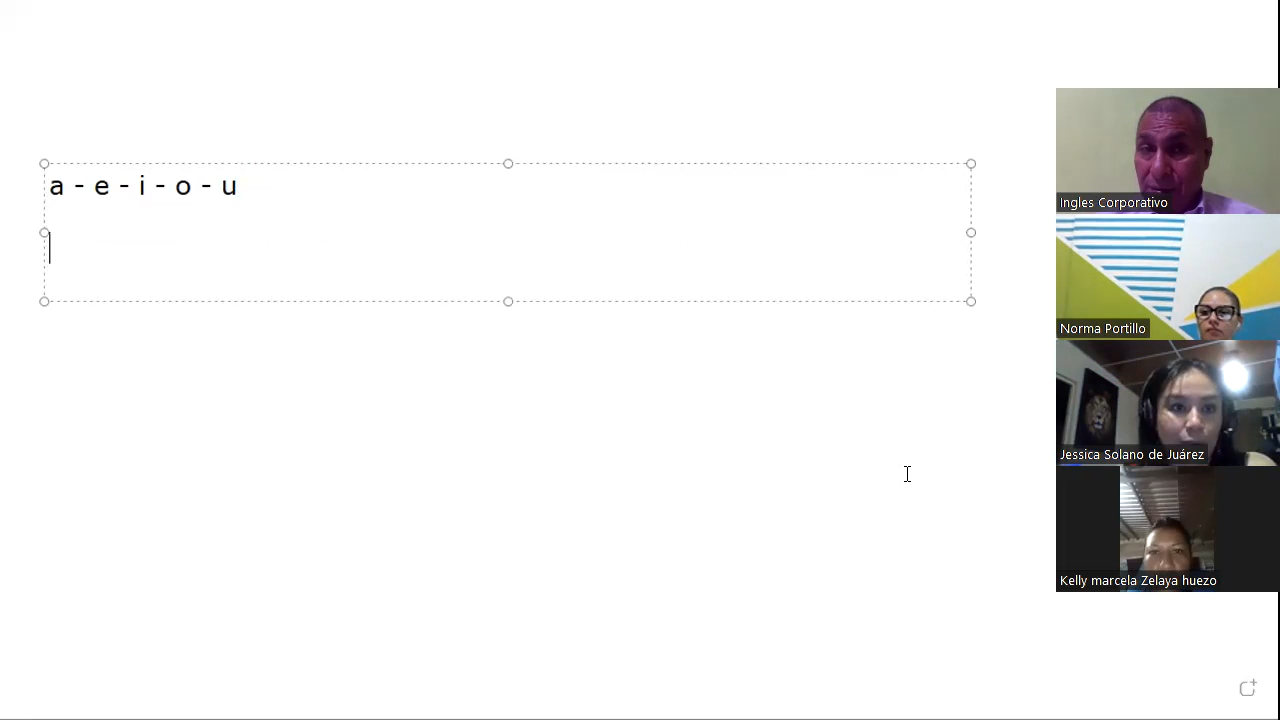 a - e - i - o - u
Ingles Corporativo
Norma Portillo
Jessica Solano de Juárez
Kelly marcela Zelaya huezo